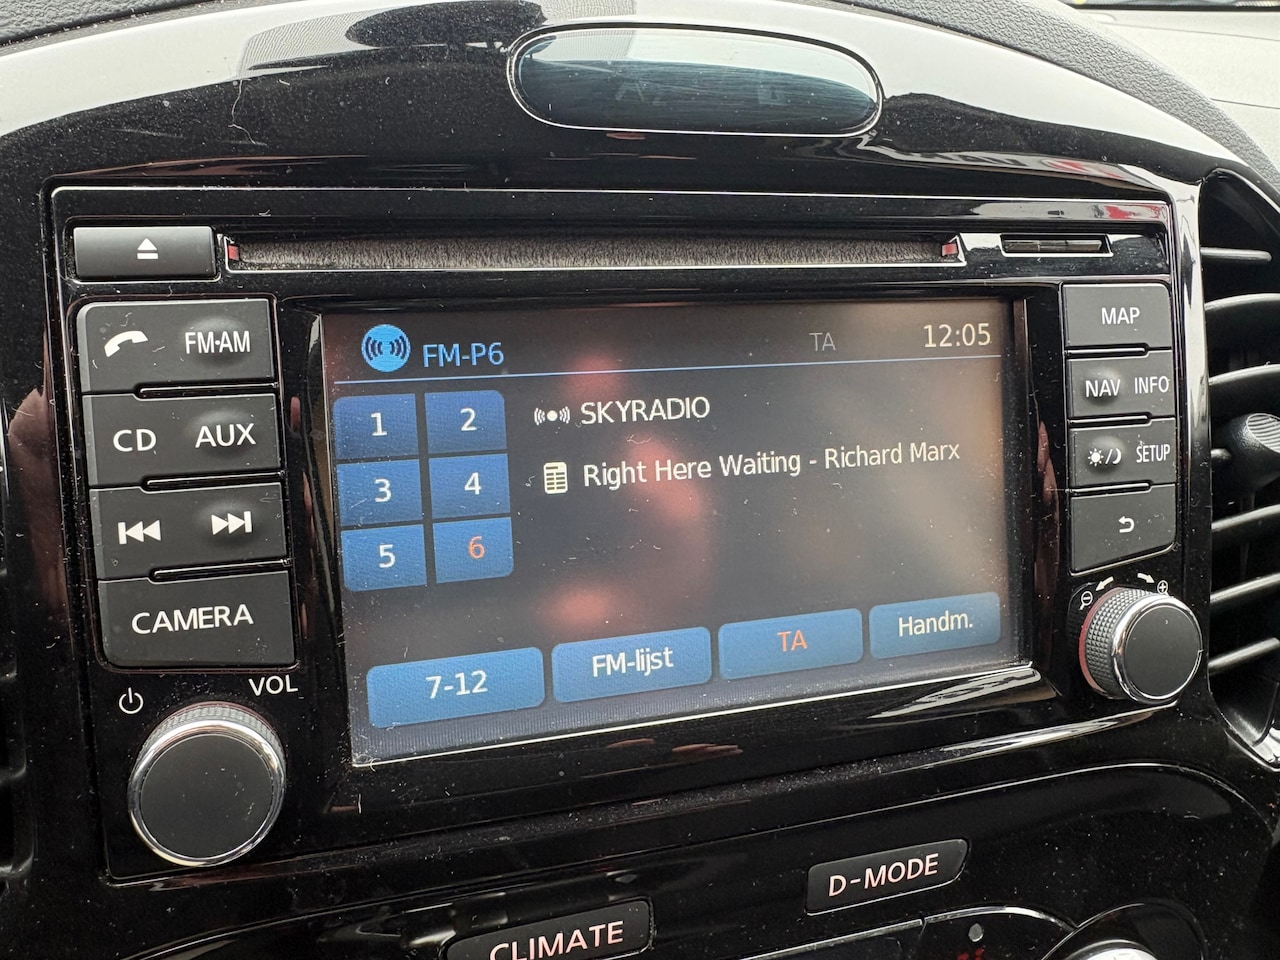 FM-AM
CD AUX
CAMERA
VOL
FM-P6
TA
12:05
1
2
3
4
5
6
SKYRADIO
Right Here Waiting - Richard Marx
7-12
FM-lijst
TA
Handm.
MAP
NAV INFO
SETUP
D-MODE
CLIMATE